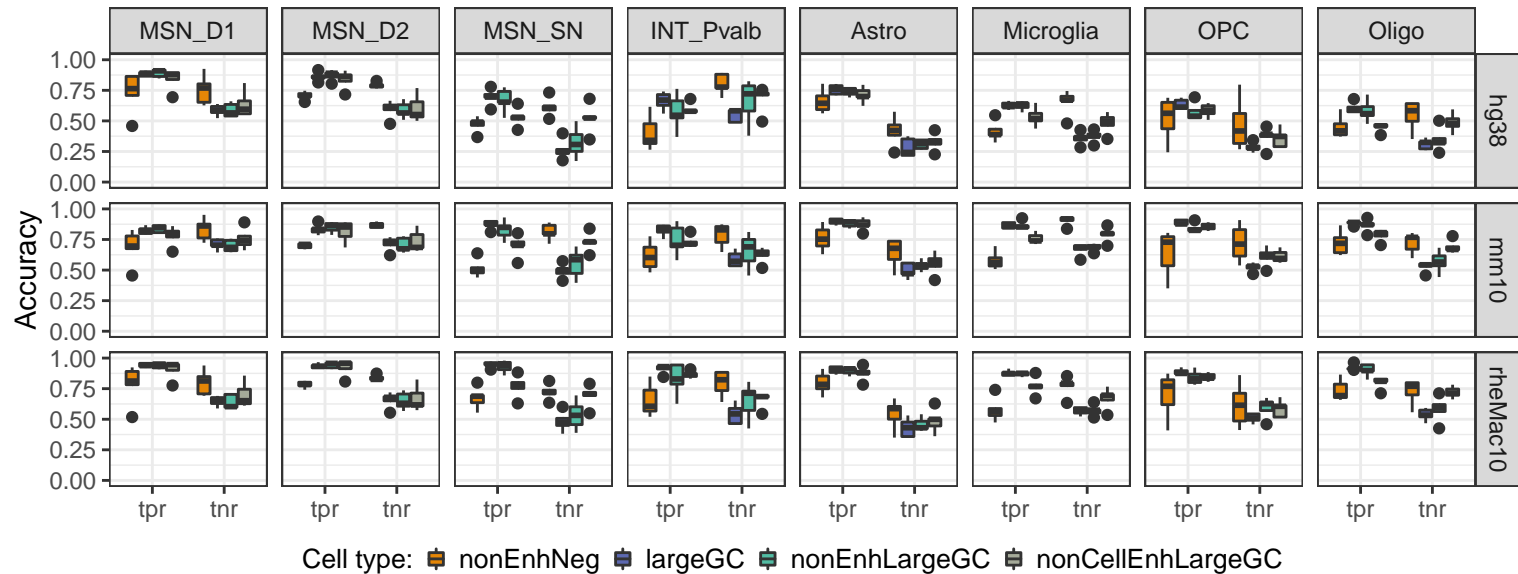 MSN_D1 MSN_D2 MSN_SN INT_Pvalb Astro Microglia OPC Oligo
1.00
0.75
0.50
0.25
0.00
hg38
1.00
0.75
0.50
0.25
0.00
mm10
1.00
0.75
0.50
0.25
0.00
rheMac10
Accuracy
tpr tnr tpr tnr tpr tnr tpr tnr tpr tnr tpr tnr tpr tnr tpr tnr
Cell type: nonEnhNeg largeGC nonEnhLargeGC nonCellEnhLargeGC